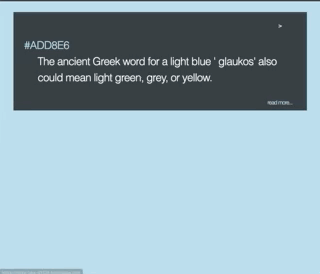 #ADD8E6
The ancient Greek word for a light blue ' glaukos' also
could mean light green, grey, or yellow.
read more...